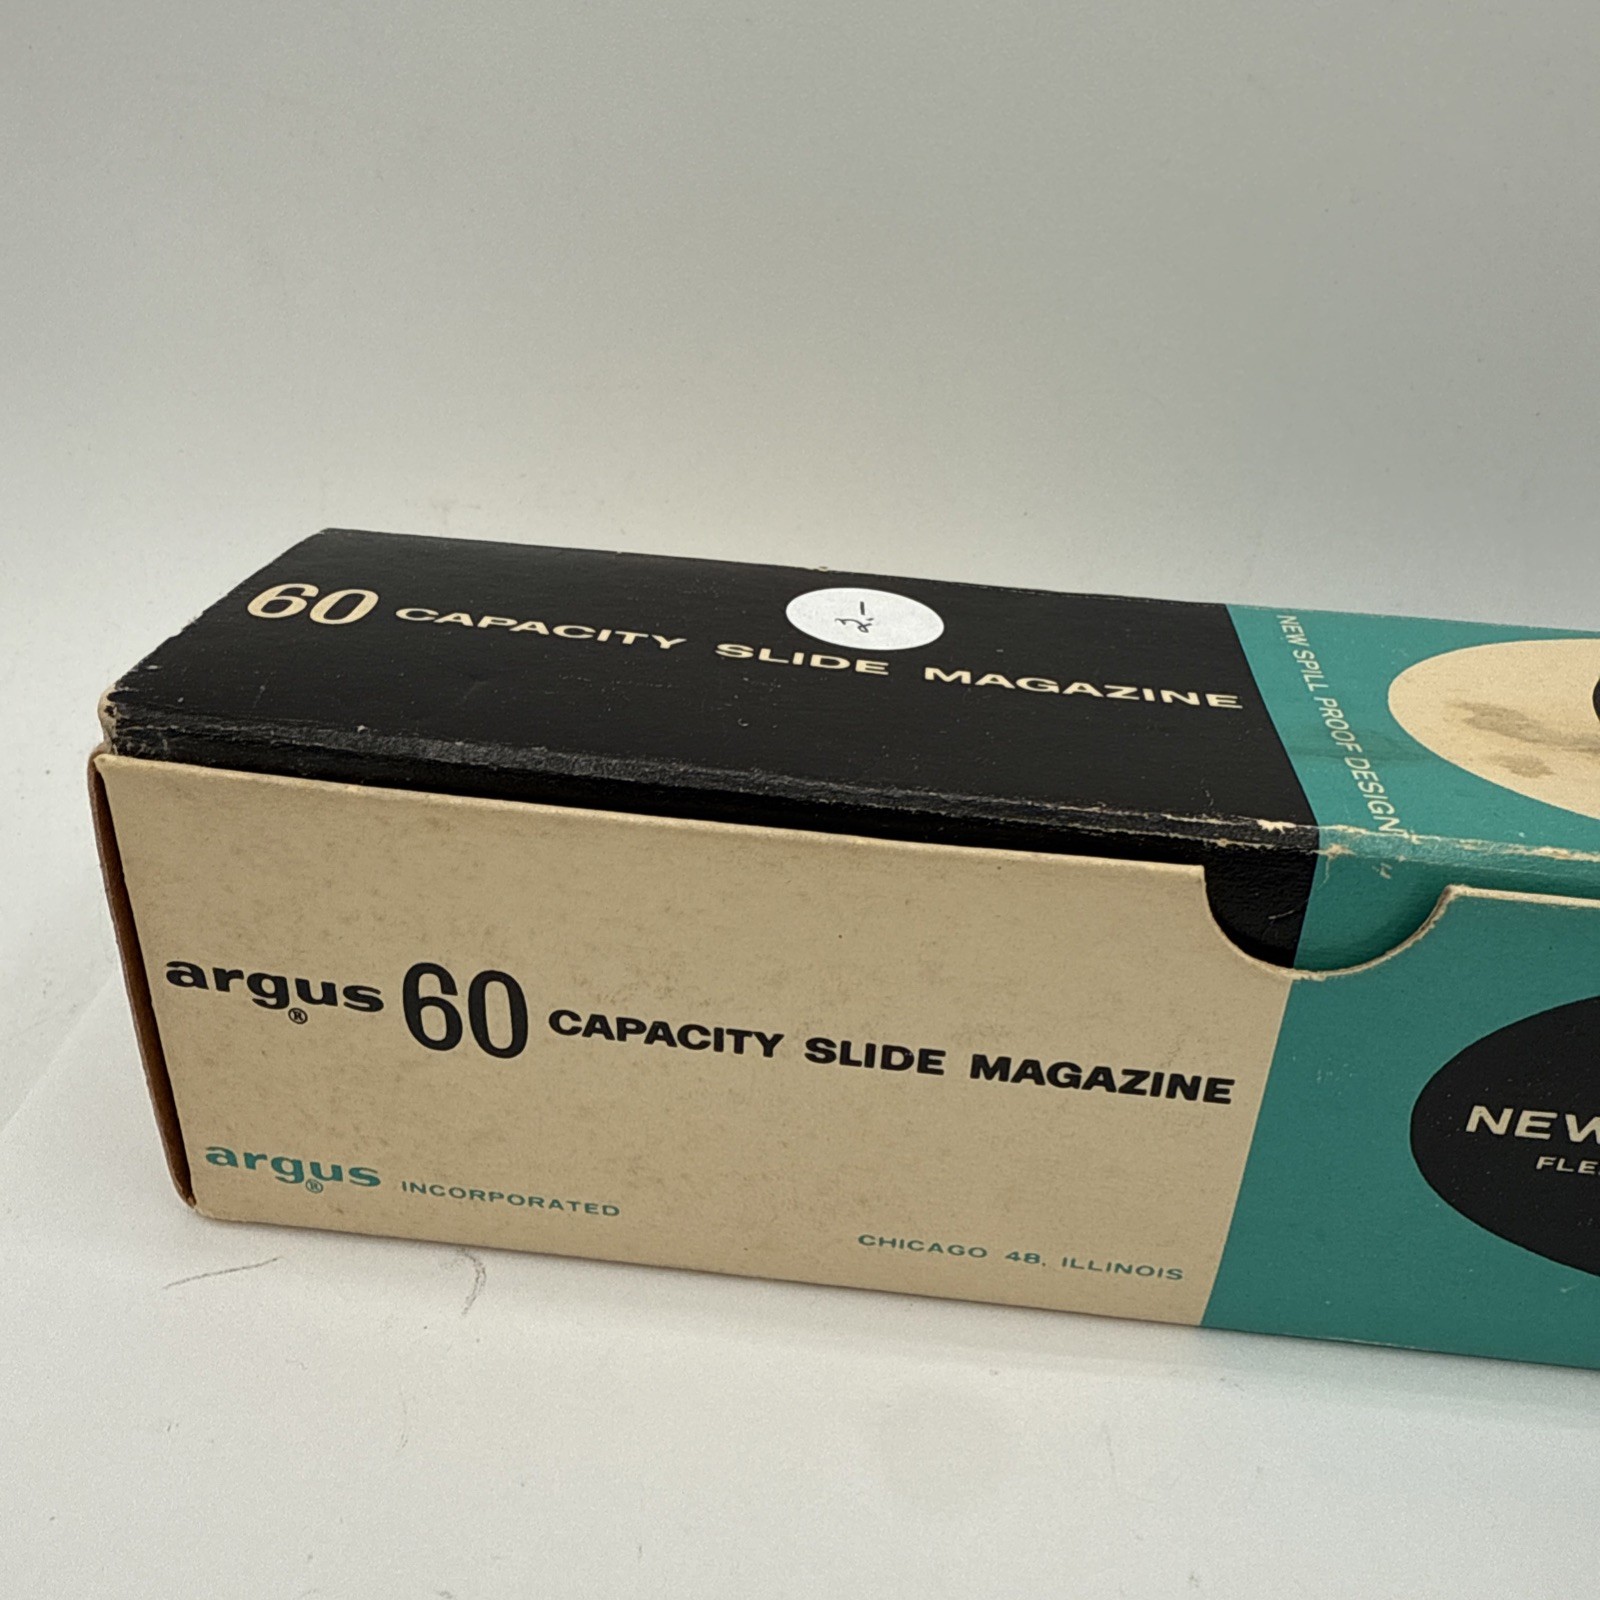 60 CAPACITY SLIDE MAGAZINE
2.-
NEW SPILL PROOF DESIGN
argus® 60 CAPACITY SLIDE MAGAZINE
argus® INCORPORATED
CHICAGO 48, ILLINOIS
NEW